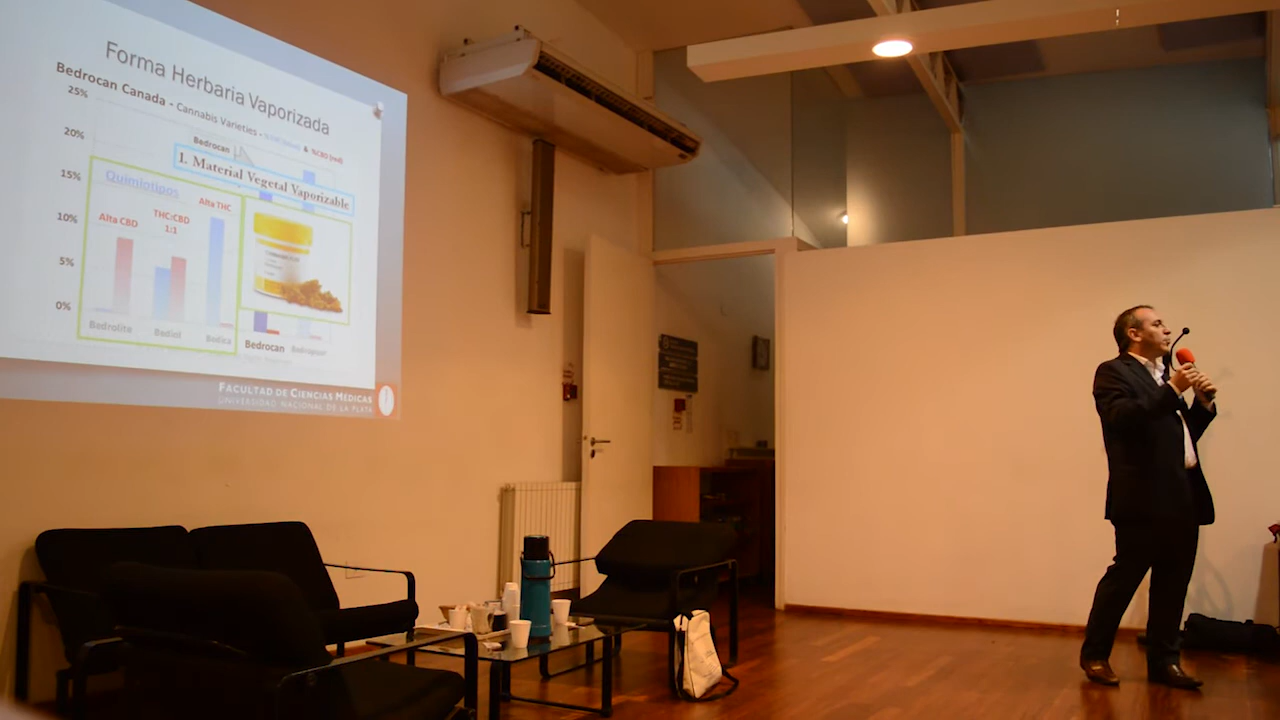 Forma Herbaria Vaporizada
Bedrocan Canada - Cannabis Varieties - & %CBD (red)
25%
20%
15%
10%
5%
0%
Bedrocan
1. Material Vegetal Vaporizable
Quimiotipos
Alta CBD
THC:CBD
1:1
Alta THC
Bedrolite
Bediol
Bedica
Bedrocan
FACULTAD DE CIENCIAS MÉDICAS
UNIVERSIDAD NACIONAL DE LA PLATA